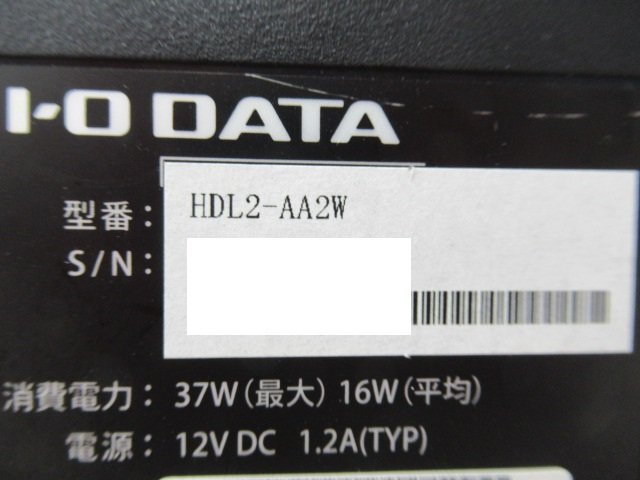 I-O DATA
型番： HDL2-AA2W
S/N：
消費電力： 37W（最大） 16W（平均）
電源： 12V DC 1.2A(TYP)